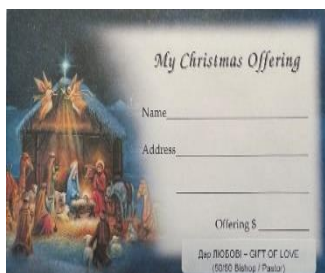 My Christmas Offering
Name
Address
Offering $
Дар ЛЮБОВІ – GIFT OF LOVE
(50/50 Bishop / Pastor)